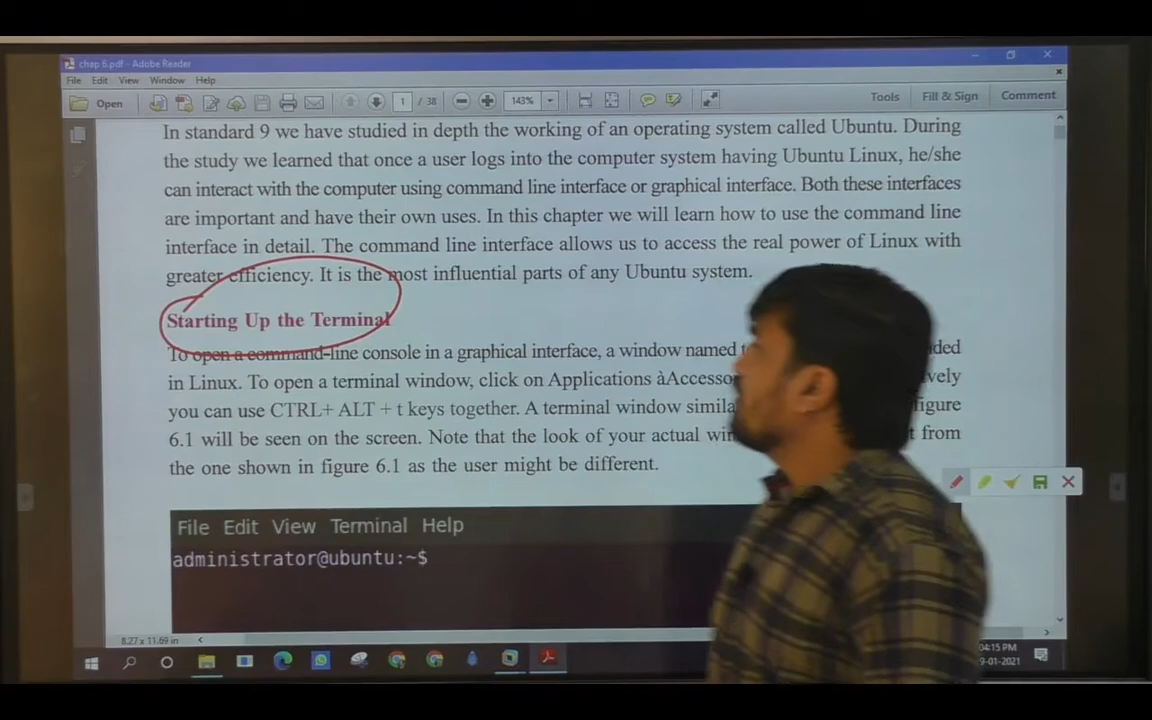 chap 6.pdf - Adobe Reader
File Edit View Window Help
Open 1 / 38 143% Tools Fill & Sign Comment
In standard 9 we have studied in depth the working of an operating system called Ubuntu. During
the study we learned that once a user logs into the computer system having Ubuntu Linux, he/she
can interact with the computer using command line interface or graphical interface. Both these interfaces
are important and have their own uses. In this chapter we will learn how to use the command line
interface in detail. The command line interface allows us to access the real power of Linux with
greater efficiency. It is the most influential parts of any Ubuntu system.
Starting Up the Terminal
To open a command-line console in a graphical interface, a window named
in Linux. To open a terminal window, click on Applications àAccesso
you can use CTRL+ ALT + t keys together. A terminal window simila figure
6.1 will be seen on the screen. Note that the look of your actual from
the one shown in figure 6.1 as the user might be different.
File Edit View Terminal Help
administrator@ubuntu:~$
8.27 x 11.69 in
04:15 PM
9-01-2021